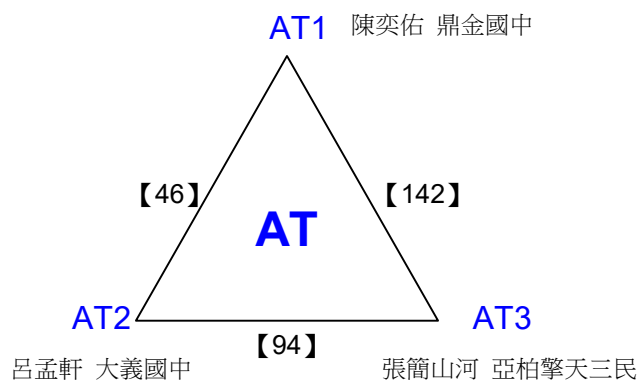 AT1 陳奕佑 鼎金國中
【46】 【142】
AT
AT2 AT3
【94】
呂孟軒 大義國中 張簡山河 亞柏擎天三民